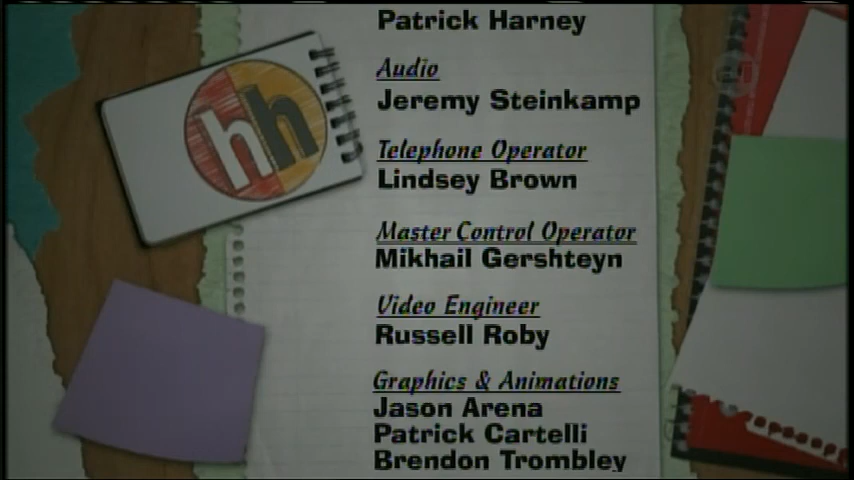 Patrick Harney
Audio
Jeremy Steinkamp
Telephone Operator
Lindsey Brown
Master Control Operator
Mikhail Gershteyn
Video Engineer
Russell Roby
Graphics & Animations
Jason Arena
Patrick Cartelli
Brendon Trombley
hh